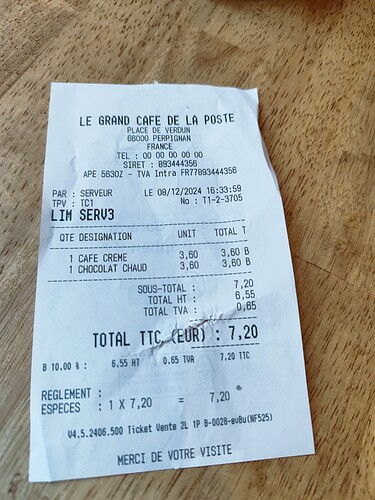 LE GRAND CAFE DE LA POSTE
PLACE DE VERDUN
66000 PERPIGNAN
FRANCE
TEL : 00 00 00 00 00
SIRET : 893444356
APE 5630Z - TVA Intra FR77893444356
PAR : SERVEUR LE 08/12/2024 16:33:59
TPV : TC1 No : T1-2-3705
LIM SERV3
QTE DESIGNATION UNIT TOTAL T
1 CAFE CREME 3,60 3,60 B
1 CHOCOLAT CHAUD 3,60 3,60 B
SOUS-TOTAL : 7,20
TOTAL HT : 6,55
TOTAL TVA : 0,65
TOTAL TTC (EUR) : 7,20
B 10.00 % : 6,55 HT 0,65 TVA 7,20 TTC
REGLEMENT :
ESPECES : 1 X 7,20 = 7,20
V4.5.2406.500 Ticket Vente 2L 1P B-0028-evBu(NF525)
MERCI DE VOTRE VISITE